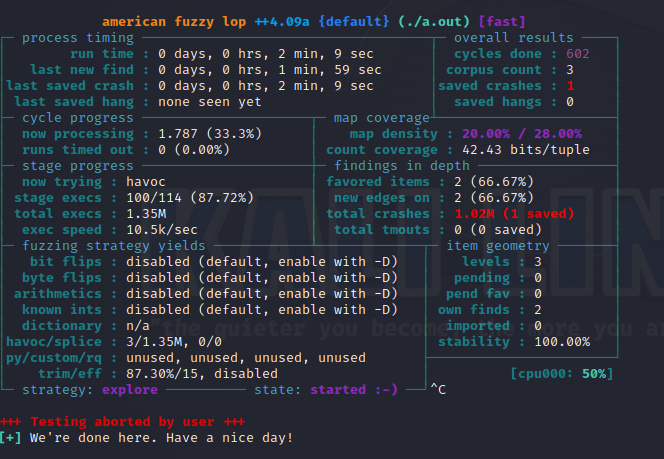 american fuzzy lop ++4.09a {default} (./a.out) [fast]
process timing overall results
run time : 0 days, 0 hrs, 2 min, 9 sec cycles done : 602
last new find : 0 days, 0 hrs, 1 min, 59 sec corpus count : 3
last saved crash : 0 days, 0 hrs, 2 min, 9 sec saved crashes : 1
last saved hang : none seen yet saved hangs : 0
cycle progress map coverage
now processing : 1.787 (33.3%) map density : 20.00% / 28.00%
runs timed out : 0 (0.00%) count coverage : 42.43 bits/tuple
stage progress findings in depth
now trying : havoc favored items : 2 (66.67%)
stage execs : 100/114 (87.72%) new edges on : 2 (66.67%)
total execs : 1.35M total crashes : 1.02M (1 saved)
exec speed : 10.5k/sec total tmouts : 0 (0 saved)
fuzzing strategy yields item geometry
bit flips : disabled (default, enable with -D) levels : 3
byte flips : disabled (default, enable with -D) pending : 0
arithmetics : disabled (default, enable with -D) pend fav : 0
known ints : disabled (default, enable with -D) own finds : 2
dictionary : n/a imported : 0
havoc/splice : 3/1.35M, 0/0 stability : 100.00%
py/custom/rq : unused, unused, unused, unused
trim/eff : 87.30%/15, disabled [cpu000: 50%]
strategy: explore state: started :-) ^C
+++ Testing aborted by user +++
[+] We're done here. Have a nice day!